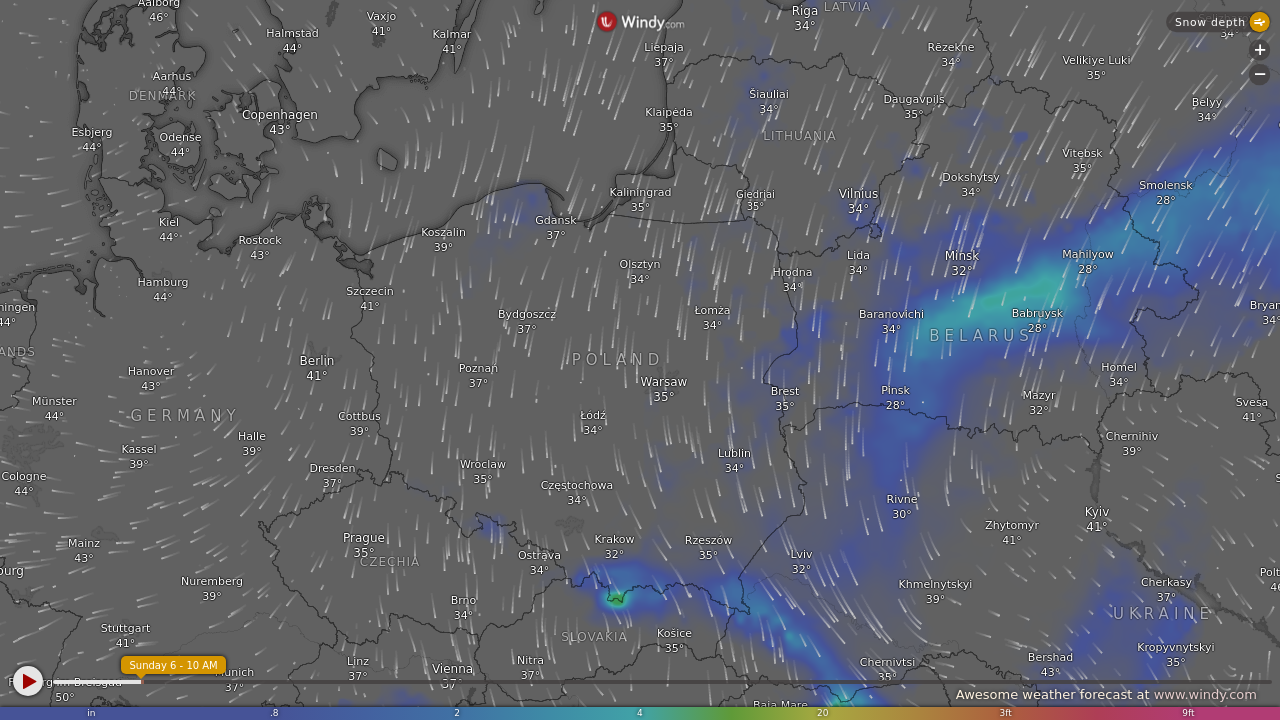 Aalborg
46°
Vaxjo
41°
Windy.com
Riga
34°
LATVIA
Snow depth
34°
Halmstad
44°
Kalmar
41°
Liepaja
37°
Rēzekne
34°
Velikiye Luki
35°
+
−
Aarhus
44°
DENMARK
Šiauliai
34°
Daugavpils
35°
Belyy
34°
Copenhagen
43°
Klaipėda
35°
Esbjerg
44°
Odense
44°
LITHUANIA
Vitebsk
35°
Kaliningrad
35°
Giedriai
35°
Vilnius
34°
Dokshytsy
34°
Smolensk
28°
Kiel
44°
Rostock
43°
Koszalin
39°
Gdansk
37°
Olsztyn
34°
Hrodna
34°
Lida
34°
Minsk
32°
Mahilyow
28°
Hamburg
44°
Szczecin
41°
ningen
44°
Bydgoszcz
37°
Łomża
34°
Baranovichi
34°
Babruysk
28°
BELARUS
Bryan
34°
ANDS
Hanover
43°
Berlin
41°
Poznań
37°
POLAND
Warsaw
35°
Brest
35°
Pinsk
28°
Homel
34°
Mazyr
32°
Svesa
41°
Münster
44°
GERMANY
Cottbus
39°
Łódź
34°
Kassel
39°
Halle
39°
Chernihiv
39°
Cologne
44°
Dresden
37°
Wroclaw
35°
Częstochowa
34°
Lublin
34°
Rivne
30°
Zhytomyr
41°
Kyiv
41°
Mainz
43°
Prague
35°
CZECHIA
Ostrava
34°
Krakow
32°
Rzeszów
35°
Lviv
32°
burg
Nuremberg
39°
Brno
34°
Khmelnytskyi
39°
Cherkasy
37°
UKRAINE
Stuttgart
41°
SLOVAKIA
Košice
35°
Kropyvnytskyi
35°
Sunday 6 - 10 AM
Linz
37°
Vienna
37°
Nitra
37°
Chernivtsi
35°
Bershad
43°
50°
37°
Baia Mare
Awesome weather forecast at www.windy.com
in .8 2 4 20 3ft 9ft